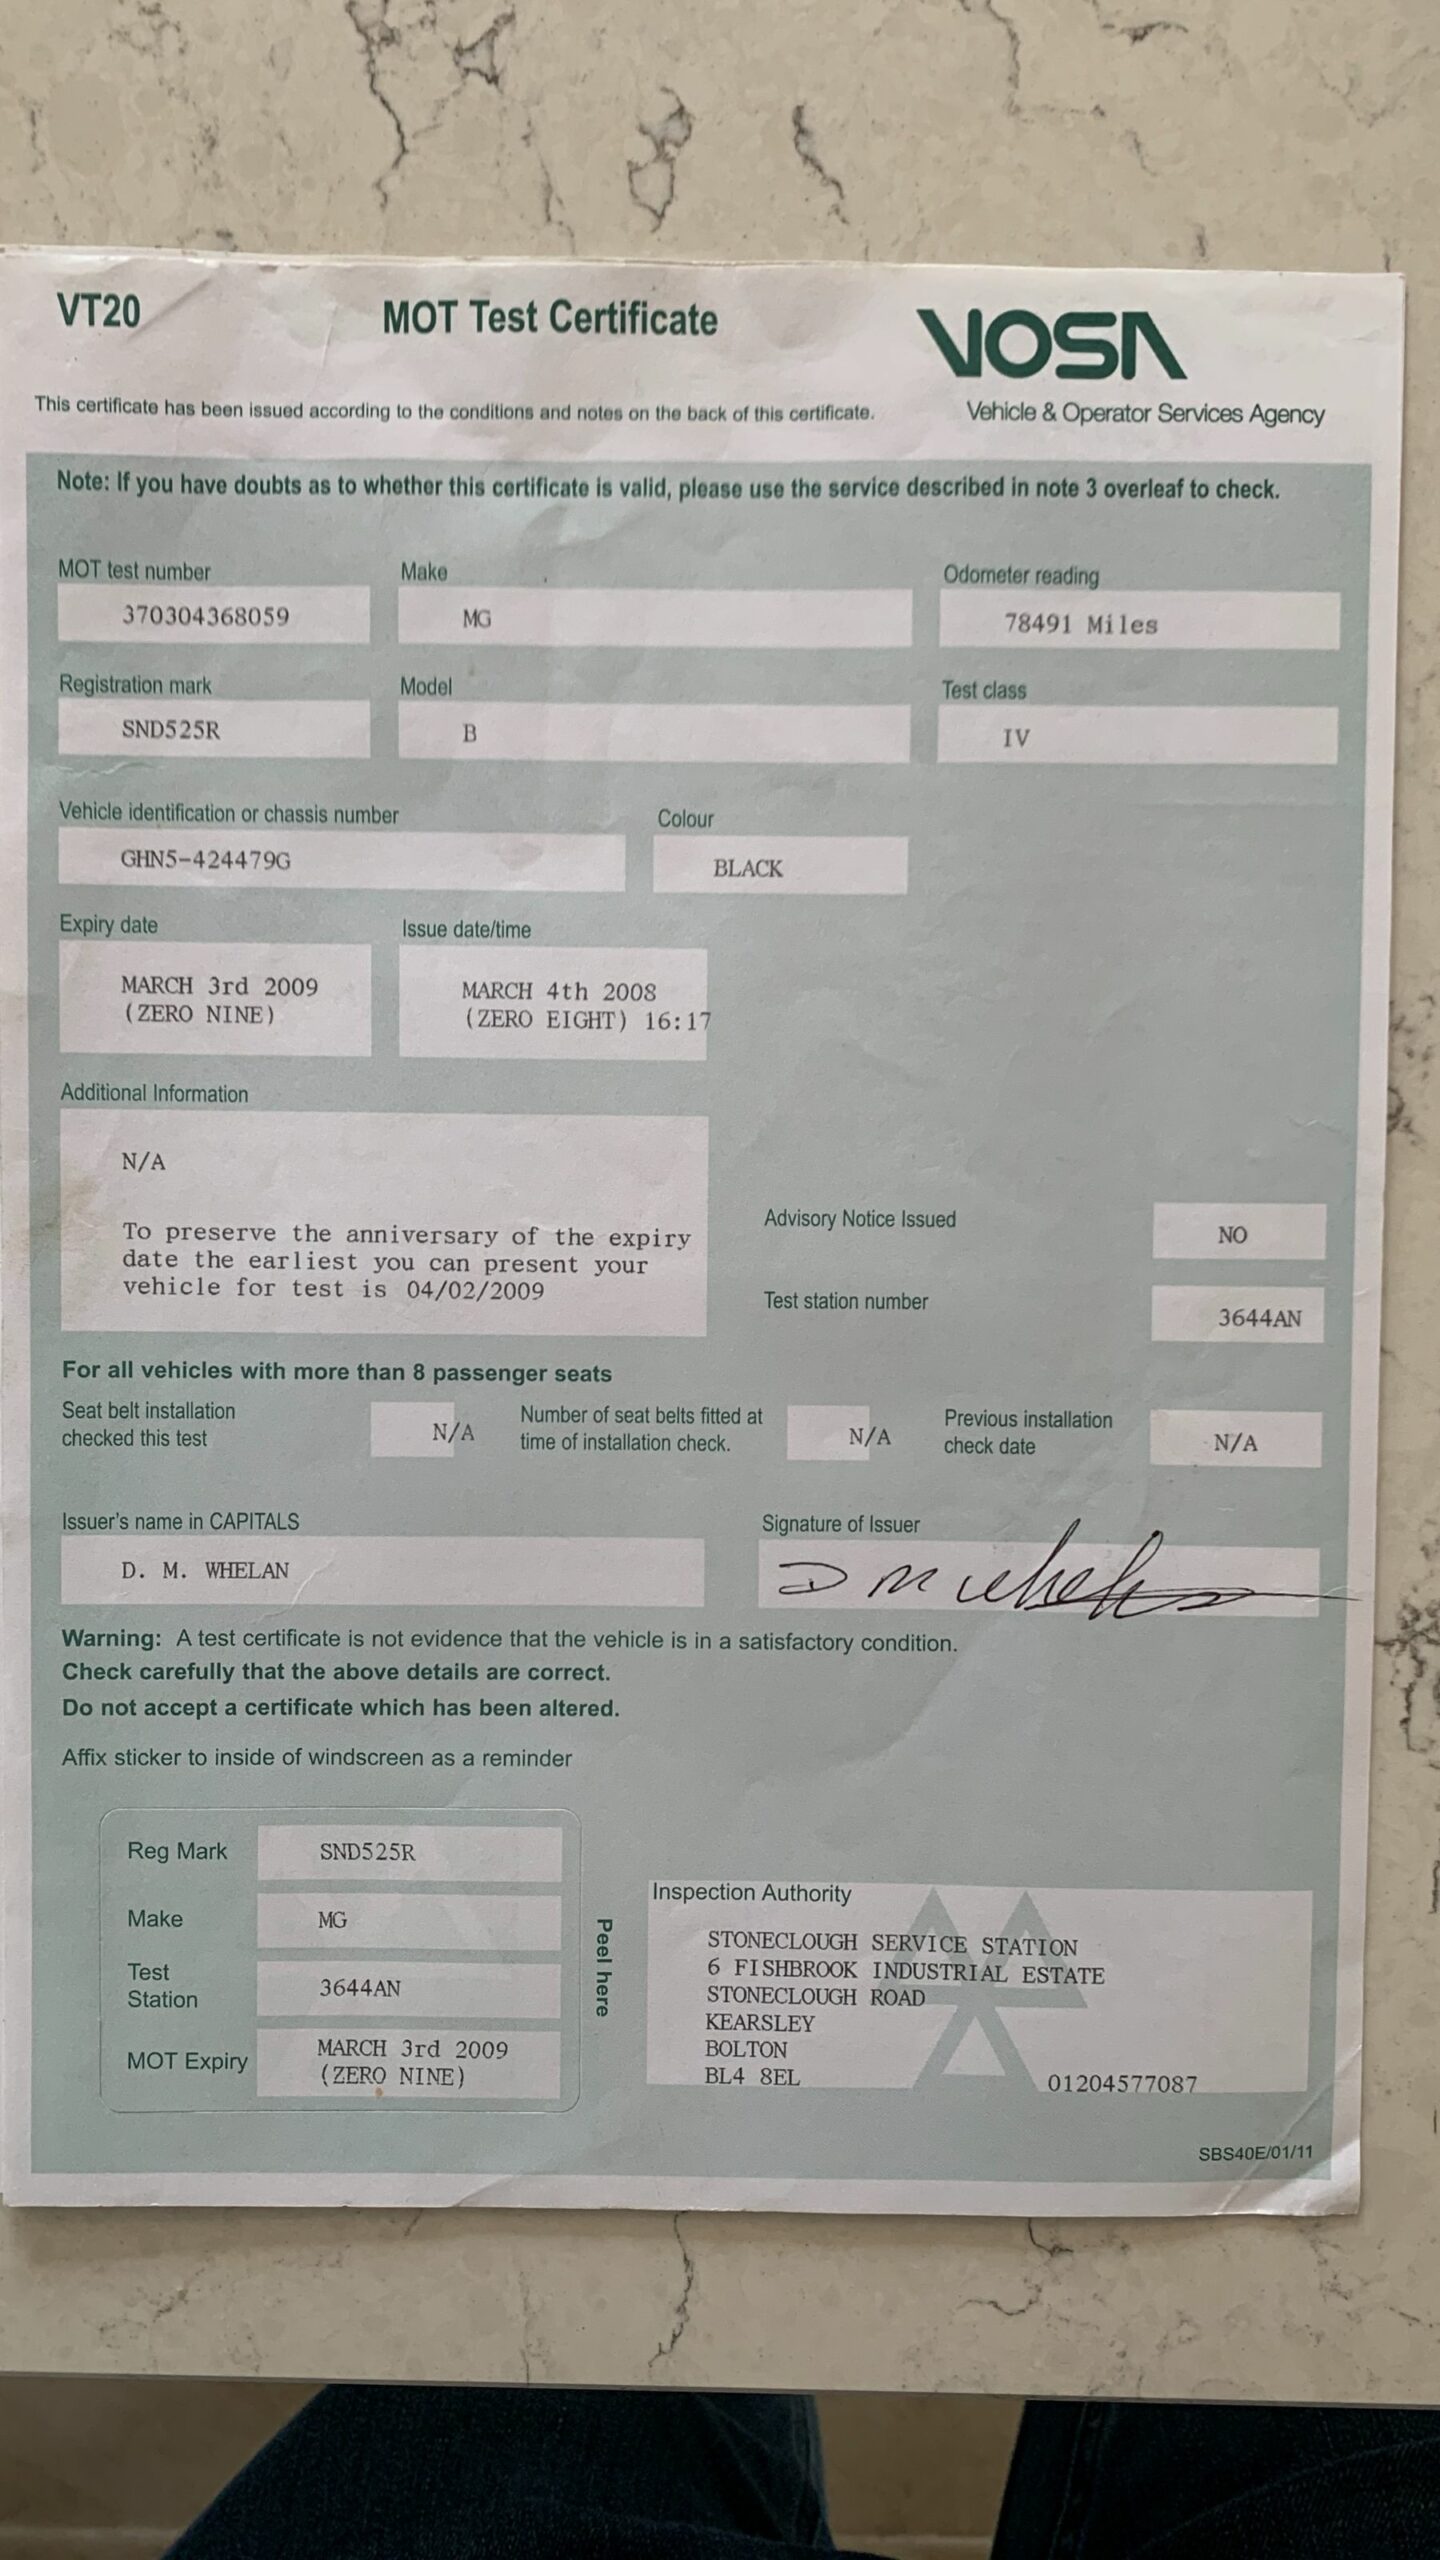 VT20
MOT Test Certificate
VOSA
This certificate has been issued according to the conditions and notes on the back of this certificate.
Vehicle & Operator Services Agency
Note: If you have doubts as to whether this certificate is valid, please use the service described in note 3 overleaf to check.
MOT test number
Make
Odometer reading
370304368059
MG
78491 Miles
Registration mark
Model
Test class
SND525R
B
IV
Vehicle identification or chassis number
Colour
GHN5-424479G
BLACK
Expiry date
Issue date/time
MARCH 3rd 2009
(ZERO NINE)
MARCH 4th 2008
(ZERO EIGHT) 16:17
Additional Information
N/A
To preserve the anniversary of the expiry
date the earliest you can present your
vehicle for test is 04/02/2009
Advisory Notice Issued
NO
Test station number
3644AN
For all vehicles with more than 8 passenger seats
Seat belt installation
checked this test
N/A
Number of seat belts fitted at
time of installation check.
N/A
Previous installation
check date
N/A
Issuer's name in CAPITALS
Signature of Issuer
D. M. WHELAN
D M Whelan
Warning: A test certificate is not evidence that the vehicle is in a satisfactory condition.
Check carefully that the above details are correct.
Do not accept a certificate which has been altered.
Affix sticker to inside of windscreen as a reminder
Reg Mark
SND525R
Make
MG
Test
Station
3644AN
MOT Expiry
MARCH 3rd 2009
(ZERO NINE)
Peel here
Inspection Authority
STONECLOUGH SERVICE STATION
6 FISHBROOK INDUSTRIAL ESTATE
STONECLOUGH ROAD
KEARSLEY
BOLTON
BL4 8EL
01204577087
SBS40E/01/11